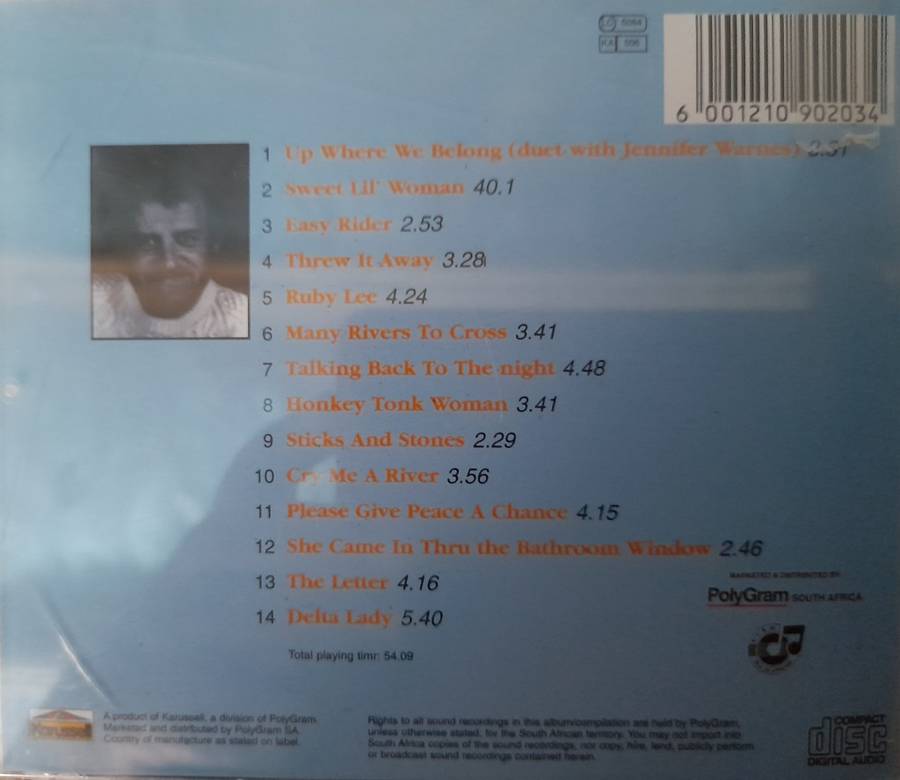 LC 5064
KA 506
6 001210 902034
1 Up Where We Belong (duet with Jennifer Warnes) 3.51
2 Sweet Lil' Woman 40.1
3 Easy Rider 2.53
4 Threw It Away 3.28
5 Ruby Lee 4.24
6 Many Rivers To Cross 3.41
7 Talking Back To The night 4.48
8 Honkey Tonk Woman 3.41
9 Sticks And Stones 2.29
10 Cry Me A River 3.56
11 Please Give Peace A Chance 4.15
12 She Came In Thru the Bathroom Window 2.46
13 The Letter 4.16
14 Delta Lady 5.40
MARKETED & DISTRIBUTED BY
PolyGram SOUTH AFRICA
Total playing timr: 54.09
Karussell
A product of Karussell, a division of PolyGram.
Marketed and distributed by PolyGram SA.
Country of manufacture as stated on label.
Rights to all sound recordings in this album/compilation are held by PolyGram,
unless otherwise stated, for the South African territory. You may not import into
South Africa copies of the sound recordings, nor copy, hire, lend, publicly perform
or broadcast sound recordings contained herein.
COMPACT
disc
DIGITAL AUDIO